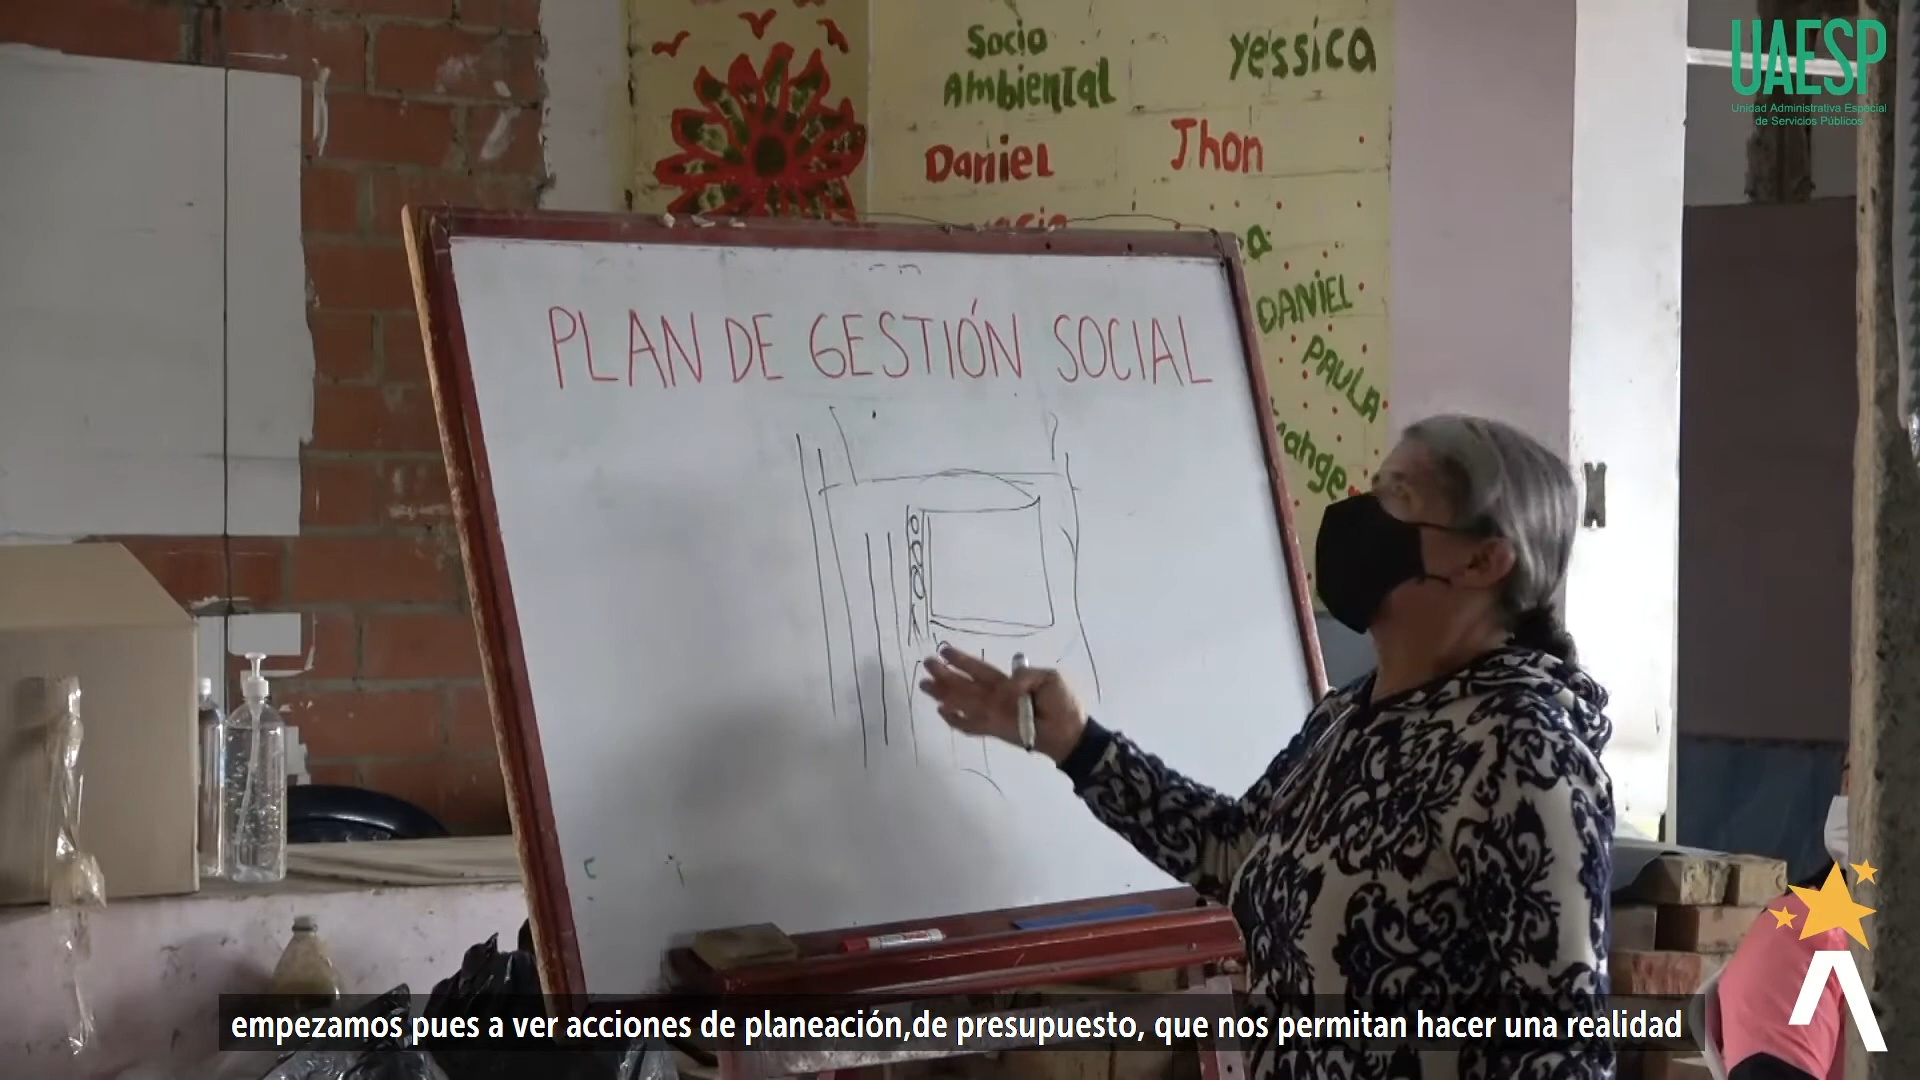 UAESP
Unidad Administrativa Especial
de Servicios Públicos
Socio
Ambiental
Yessica
Daniel
Jhon
DANIEL
PAULA
PLAN DE GESTIÓN SOCIAL
empezamos pues a ver acciones de planeación,de presupuesto, que nos permitan hacer una realidad